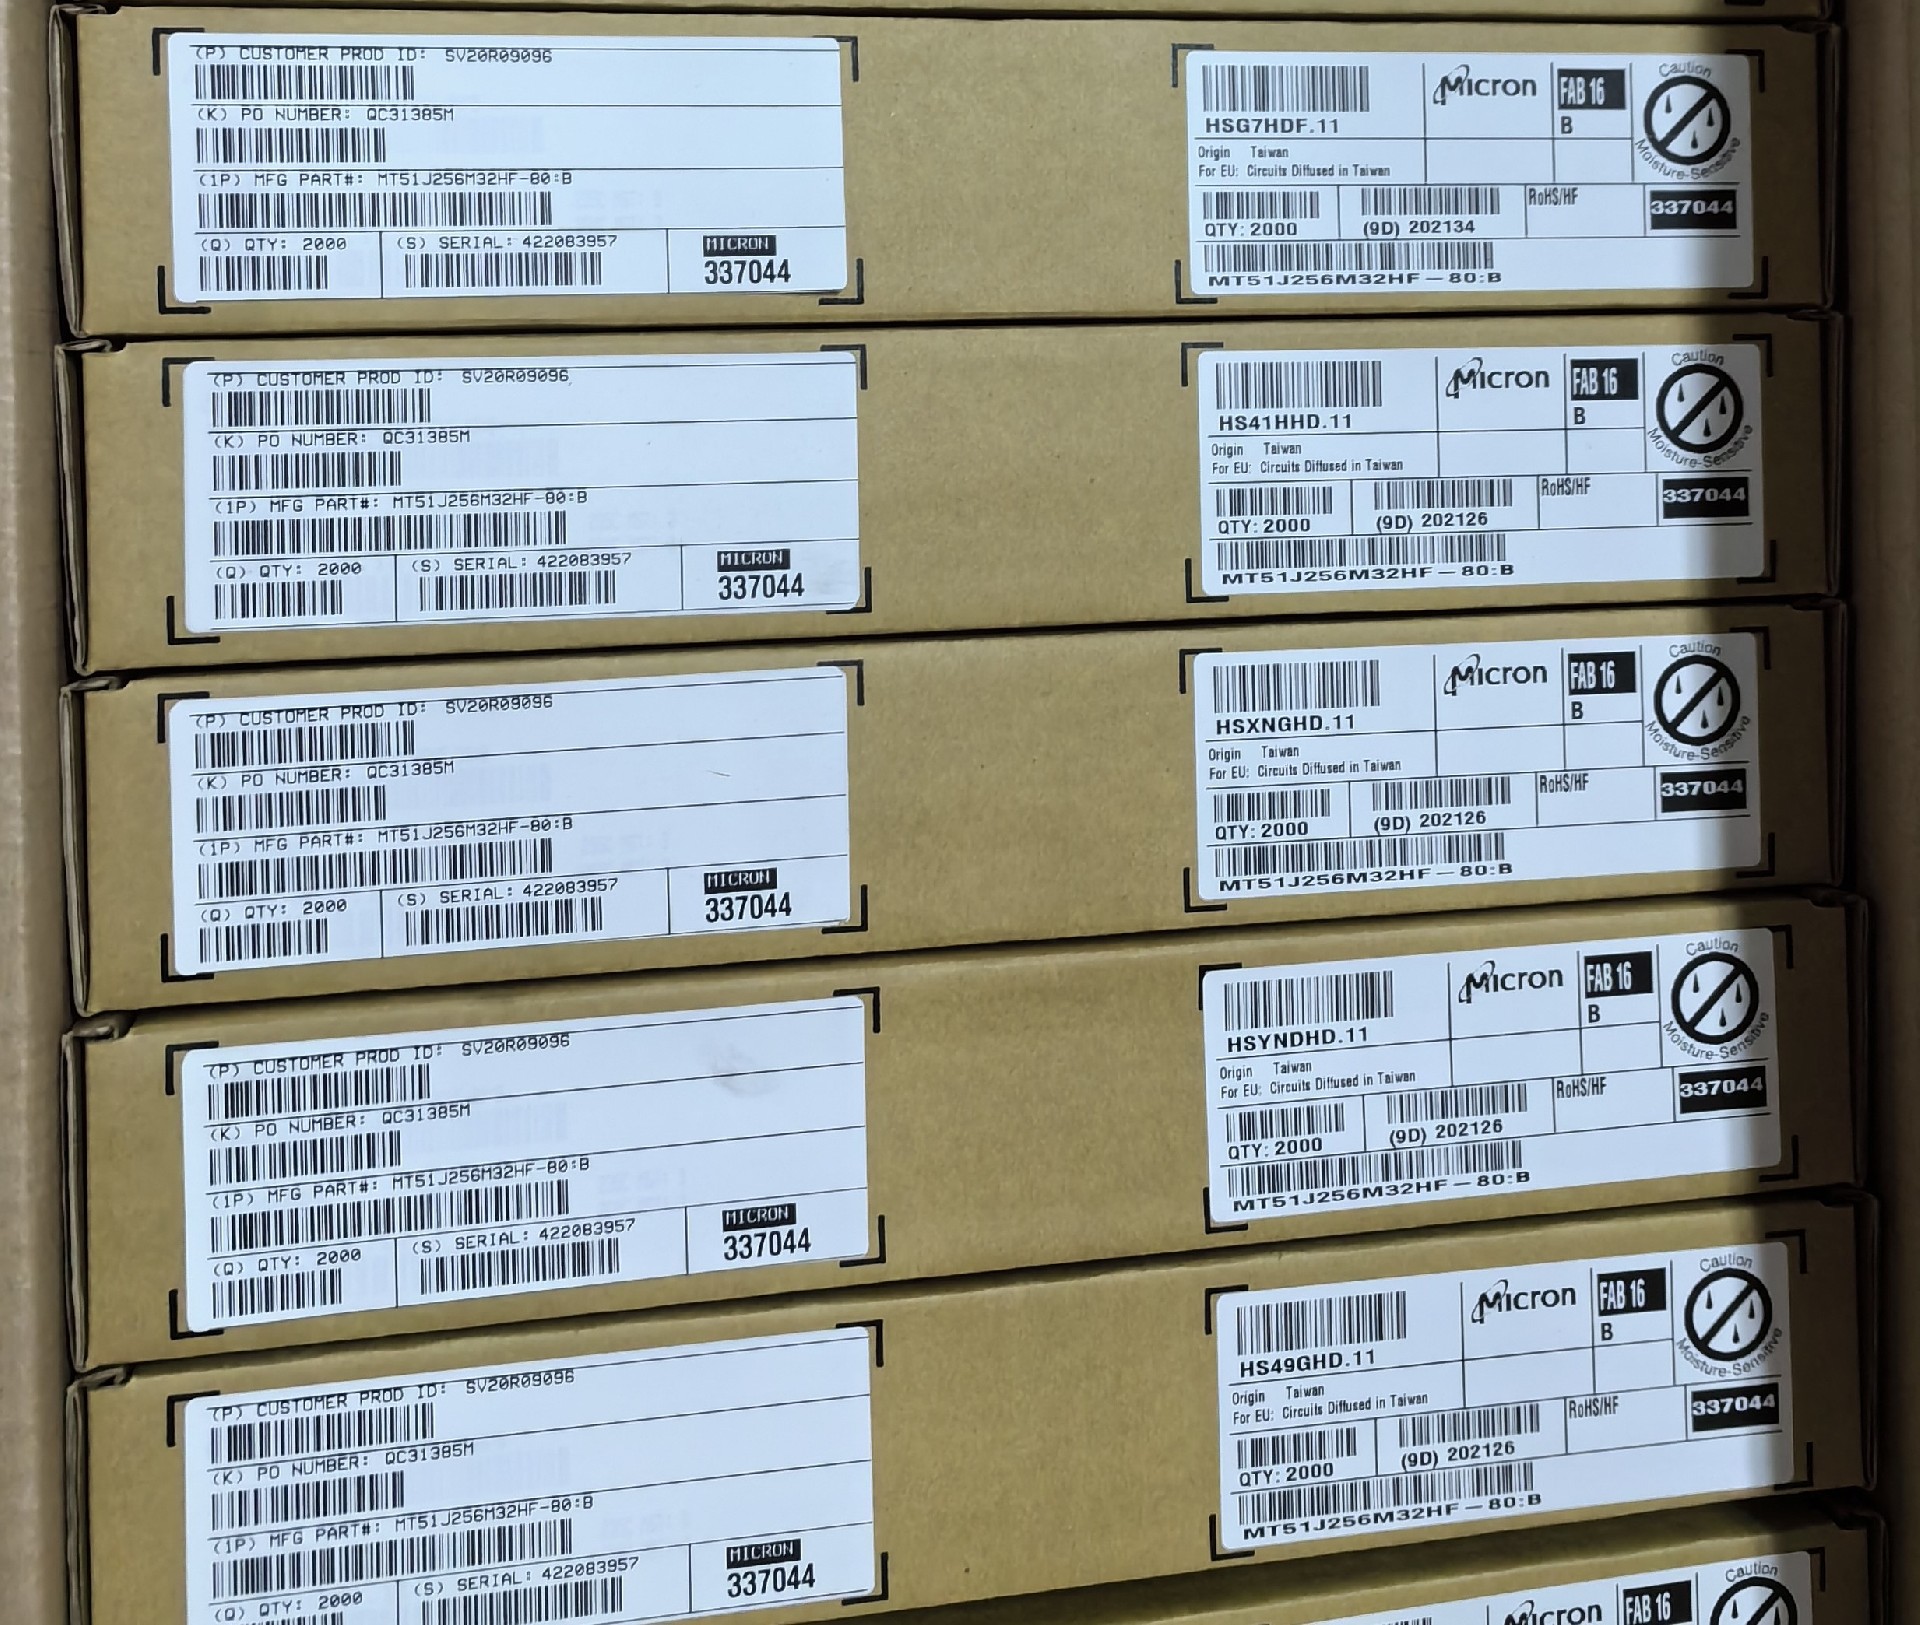 (P) CUSTOMER PROD ID: SV20R09096
(K) PO NUMBER: QC31385M
(1P) MFG PART#: MT51J256M32HF-80:B
(Q) QTY: 2000
(S) SERIAL: 422083957
MICRON
337044
HSG7HDF.11
Micron
FAB 16
B
Caution
Moisture-Sensitive
Origin Taiwan
For EU: Circuits Diffused in Taiwan
QTY: 2000
(9D) 202134
RoHS/HF
337044
MT51J256M32HF-80:B
(P) CUSTOMER PROD ID: SV20R09096
(K) PO NUMBER: QC31385M
(1P) MFG PART#: MT51J256M32HF-80:B
(Q) QTY: 2000
(S) SERIAL: 422083957
MICRON
337044
HS41HHD.11
Micron
FAB 16
B
Caution
Moisture-Sensitive
Origin Taiwan
For EU: Circuits Diffused in Taiwan
QTY: 2000
(9D) 202126
RoHS/HF
337044
MT51J256M32HF-80:B
(P) CUSTOMER PROD ID: SV20R09096
(K) PO NUMBER: QC31385M
(1P) MFG PART#: MT51J256M32HF-80:B
(Q) QTY: 2000
(S) SERIAL: 422083957
MICRON
337044
HSXNGHD.11
Micron
FAB 16
B
Caution
Moisture-Sensitive
Origin Taiwan
For EU: Circuits Diffused in Taiwan
QTY: 2000
(9D) 202126
RoHS/HF
337044
MT51J256M32HF-80:B
(P) CUSTOMER PROD ID: SV20R09096
(K) PO NUMBER: QC31385M
(1P) MFG PART#: MT51J256M32HF-80:B
(Q) QTY: 2000
(S) SERIAL: 422083957
MICRON
337044
HSYNDHD.11
Micron
FAB 16
B
Caution
Moisture-Sensitive
Origin Taiwan
For EU: Circuits Diffused in Taiwan
QTY: 2000
(9D) 202126
RoHS/HF
337044
MT51J256M32HF-80:B
(P) CUSTOMER PROD ID: SV20R09096
(K) PO NUMBER: QC31385M
(1P) MFG PART#: MT51J256M32HF-80:B
(Q) QTY: 2000
(S) SERIAL: 422083957
MICRON
337044
HS49GHD.11
Micron
FAB 16
B
Caution
Moisture-Sensitive
Origin Taiwan
For EU: Circuits Diffused in Taiwan
QTY: 2000
(9D) 202126
RoHS/HF
337044
MT51J256M32HF-80:B
Micron
FAB 16
Caution